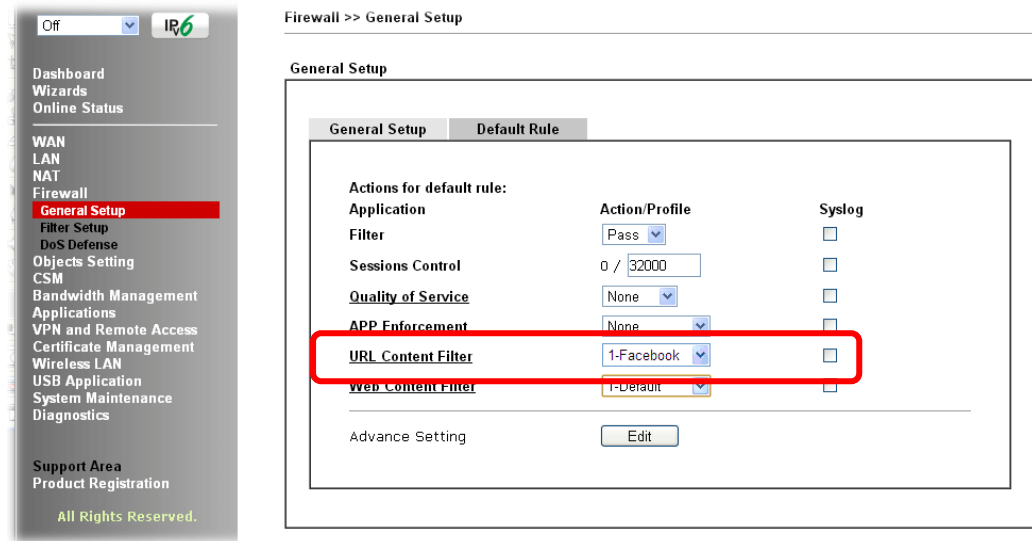 Off IPv6
Dashboard
Wizards
Online Status
WAN
LAN
NAT
Firewall
General Setup
Filter Setup
DoS Defense
Objects Setting
CSM
Bandwidth Management
Applications
VPN and Remote Access
Certificate Management
Wireless LAN
USB Application
System Maintenance
Diagnostics
Support Area
Product Registration
All Rights Reserved.
Firewall >> General Setup
General Setup
General Setup Default Rule
Actions for default rule:
Application Action/Profile Syslog
Filter Pass
Sessions Control 0 / 32000
Quality of Service None
APP Enforcement None
URL Content Filter 1-Facebook
Web Content Filter 1-Default
Advance Setting Edit